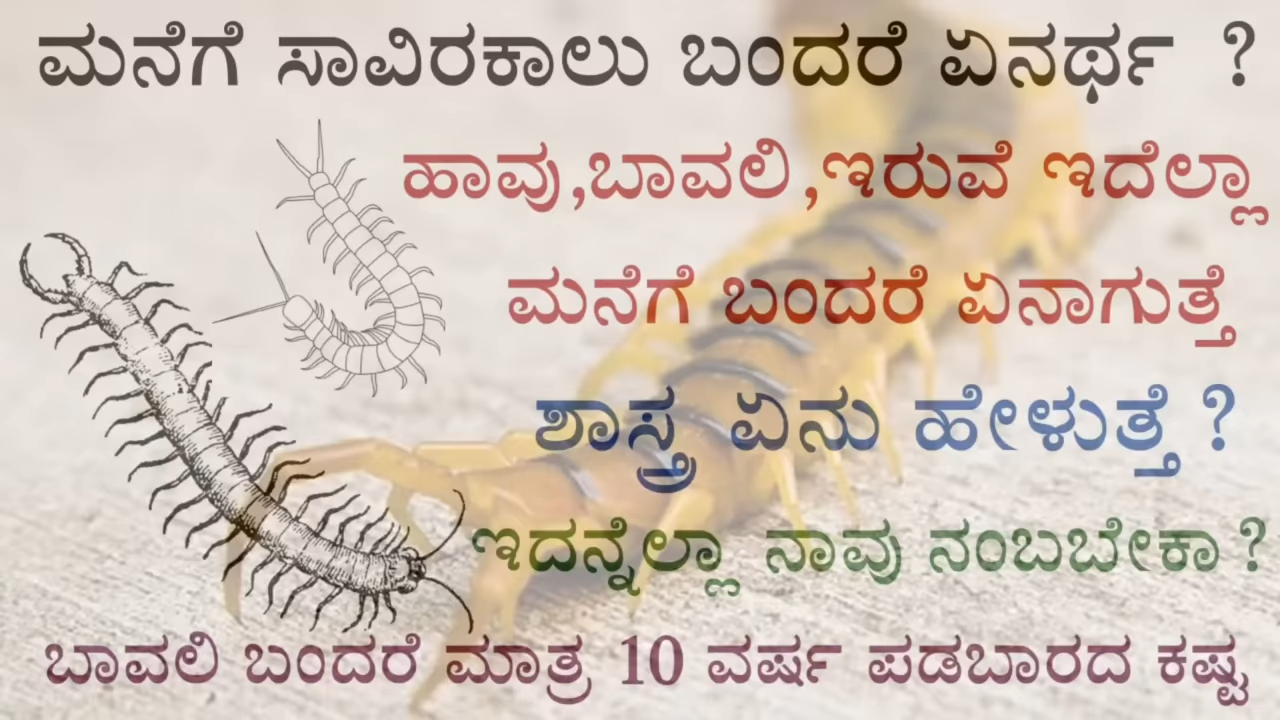 ಮನೆಗೆ ಸಾವಿರಕಾಲು ಬಂದರೆ ಏನರ್ಥ ?
ಹಾವು,ಬಾವಲಿ,ಇರುವೆ ಇದೆಲ್ಲಾ
ಮನೆಗೆ ಬಂದರೆ ಏನಾಗುತ್ತೆ
ಶಾಸ್ತ್ರ ಏನು ಹೇಳುತ್ತೆ ?
ಇದನ್ನೆಲ್ಲಾ ನಾವು ನಂಬಬೇಕಾ ?
ಬಾವಲಿ ಬಂದರೆ ಮಾತ್ರ 10 ವರ್ಷ ಪಡಬಾರದ ಕಷ್ಟ